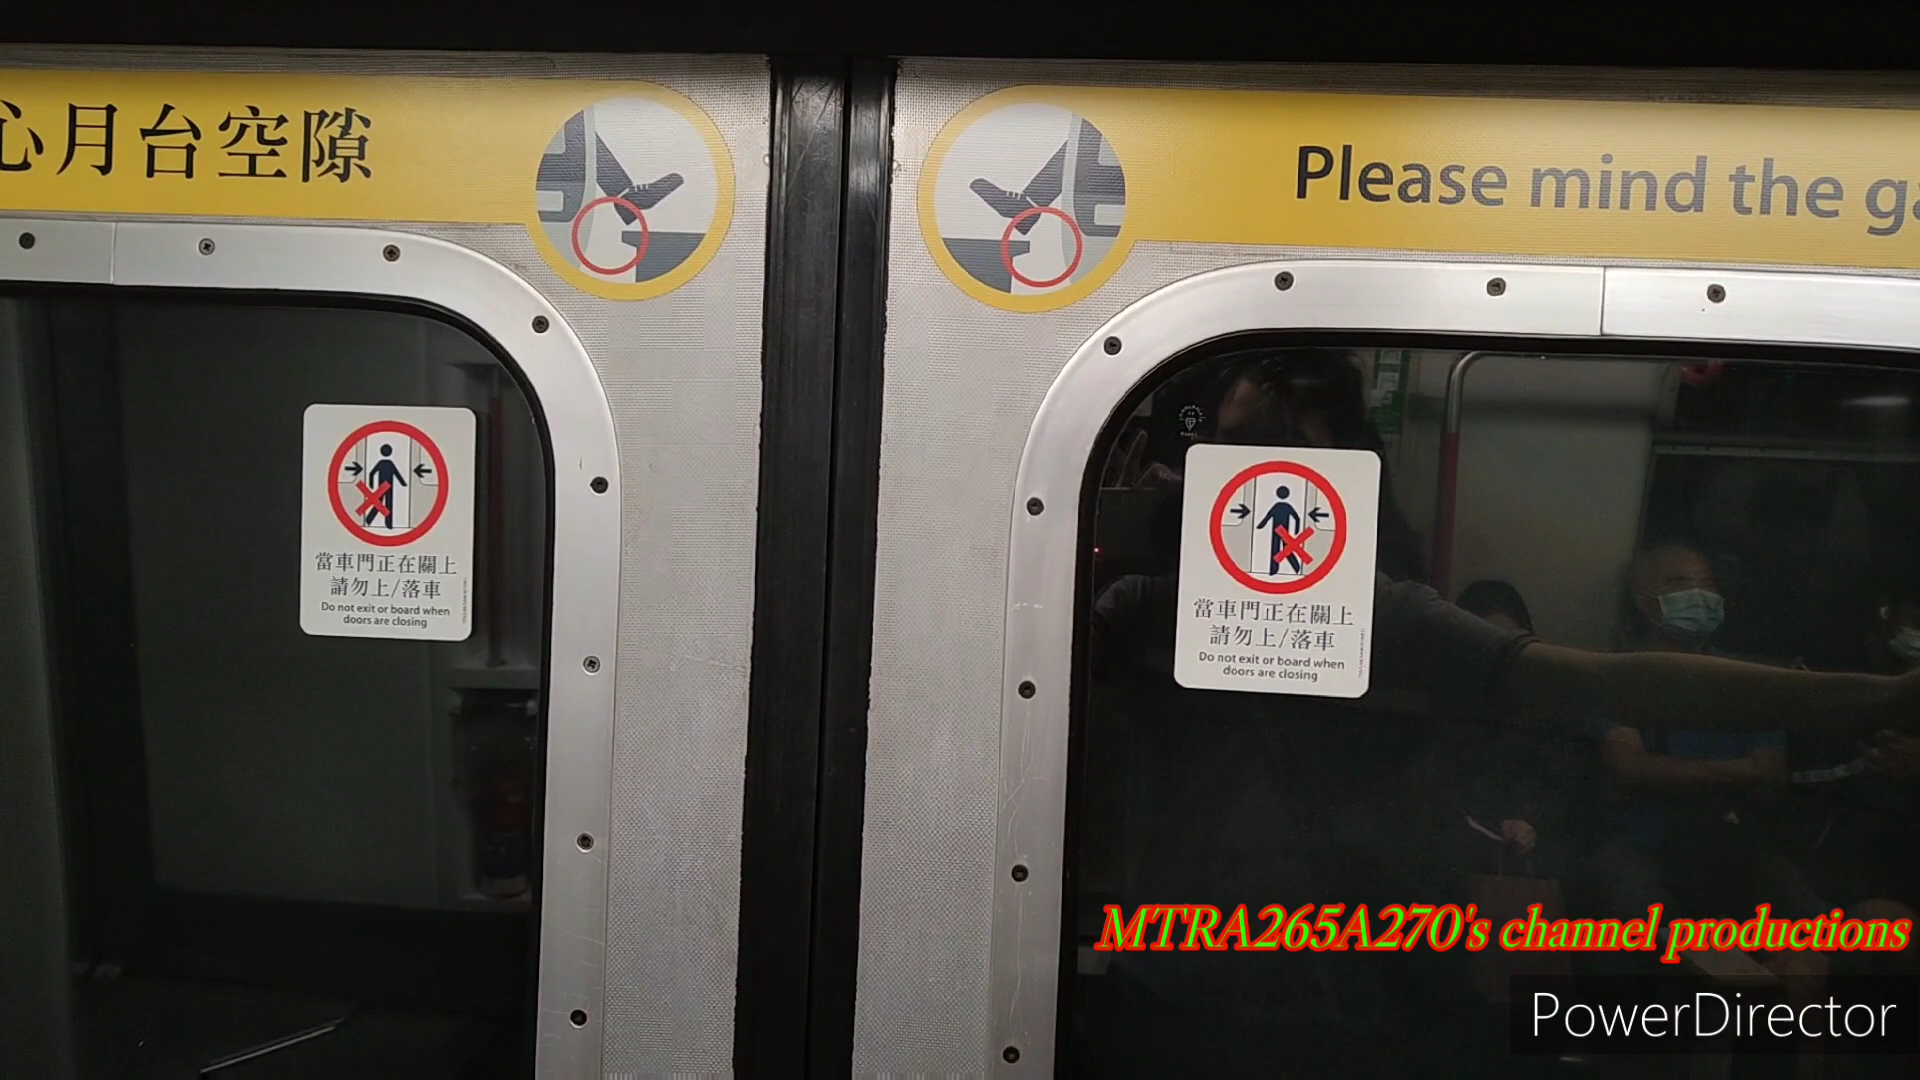 心月台空隙
Please mind the ga
當車門正在關上
請勿上/落車
Do not exit or board when
doors are closing
當車門正在關上
請勿上/落車
Do not exit or board when
doors are closing
MTRA265A270's channel productions
PowerDirector